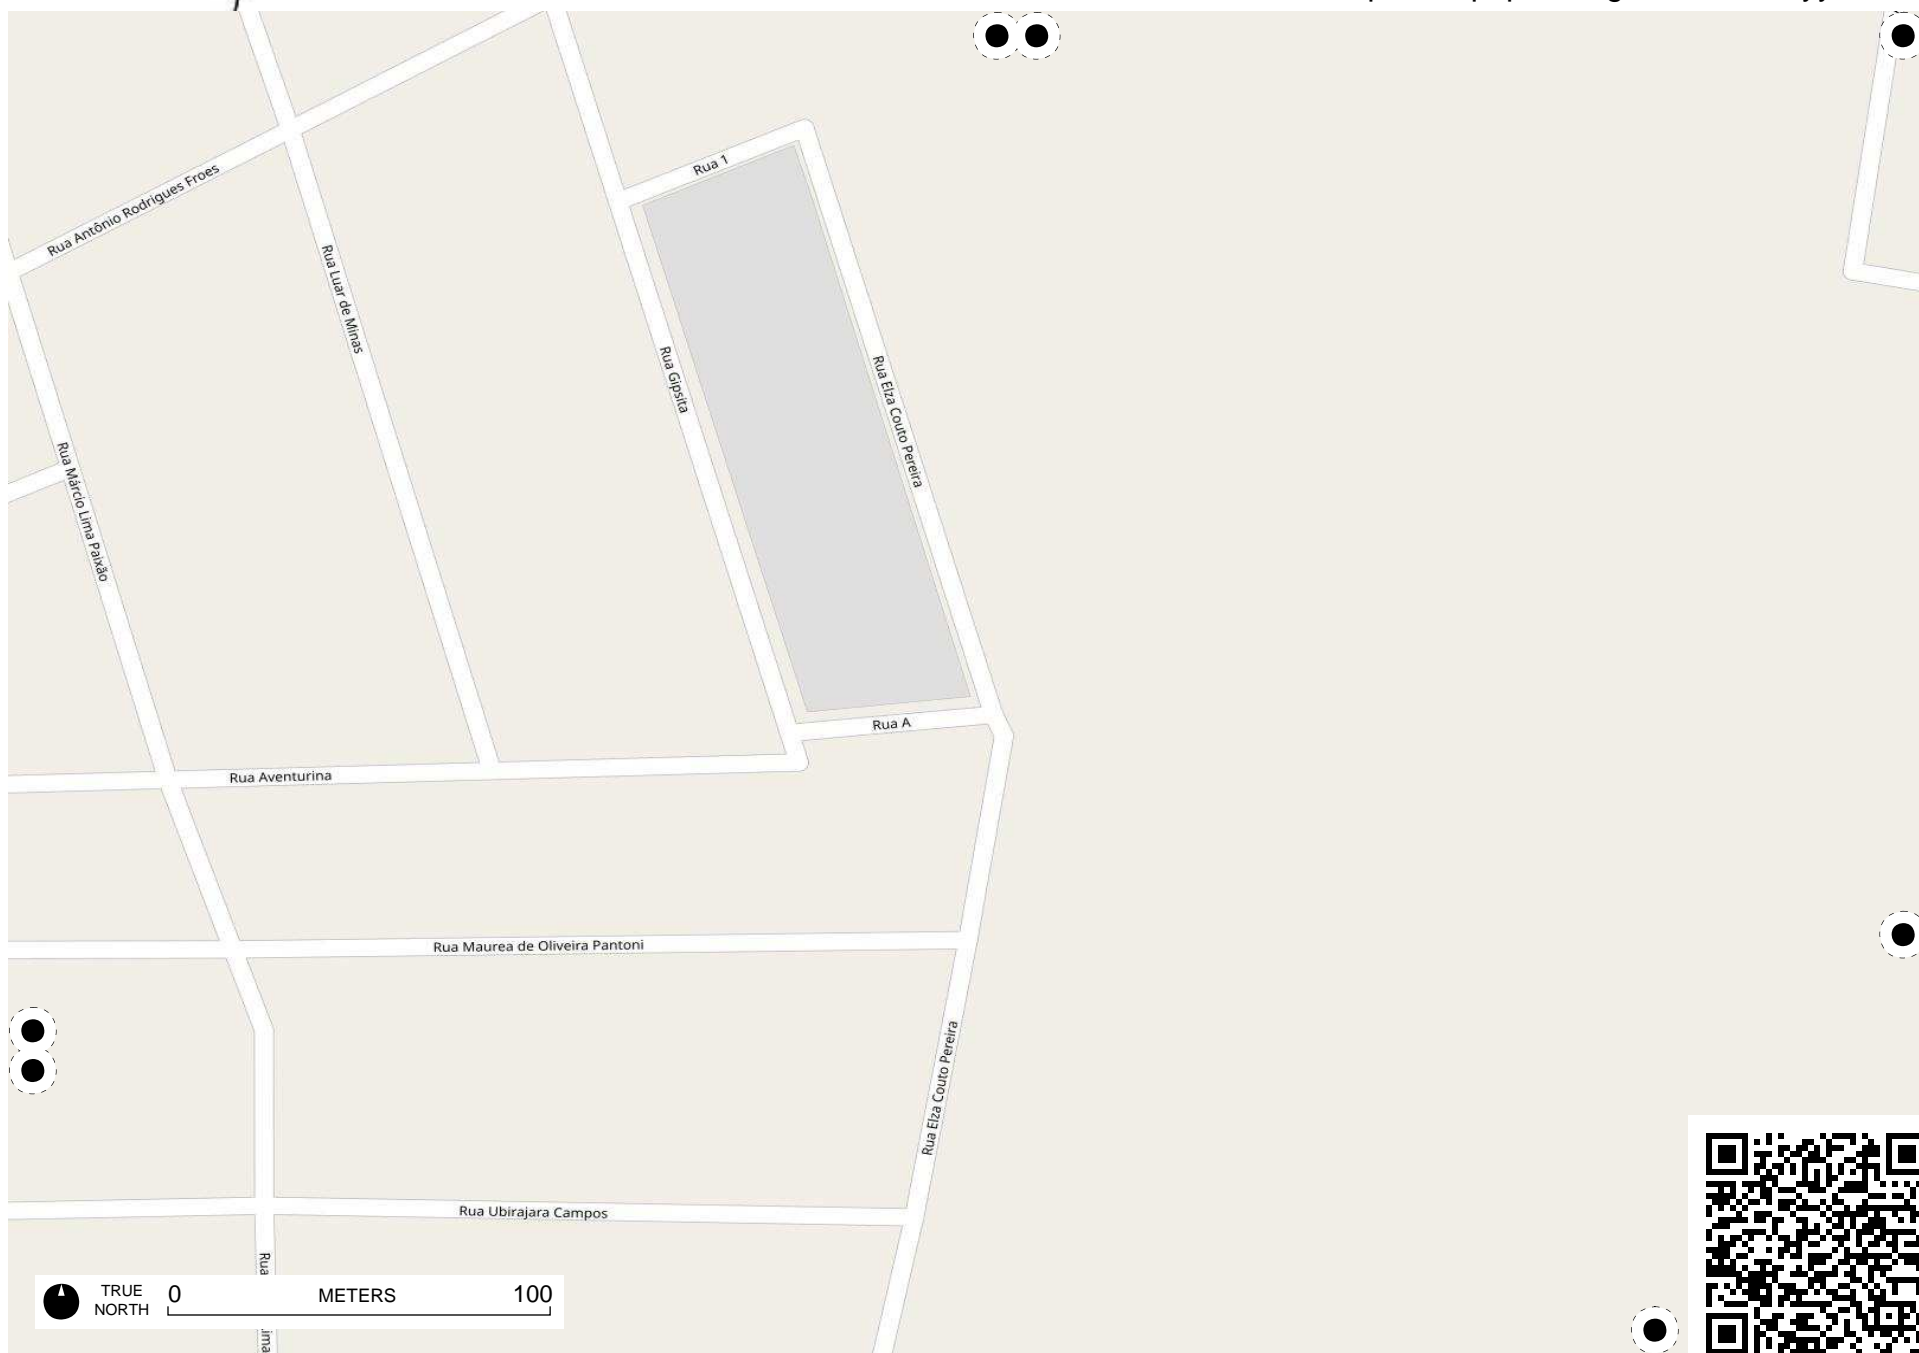 Rua 1
Rua Antônio Rodrigues Froes
Rua Luar de Minas
Rua Gipsita
Rua Elza Couto Pereira
Rua Márcio Lima Paixão
Rua A
Rua Aventurina
Rua Maurea de Oliveira Pantoni
Rua Elza Couto Pereira
Rua Ubirajara Campos
Rua
TRUE NORTH
0 METERS 100